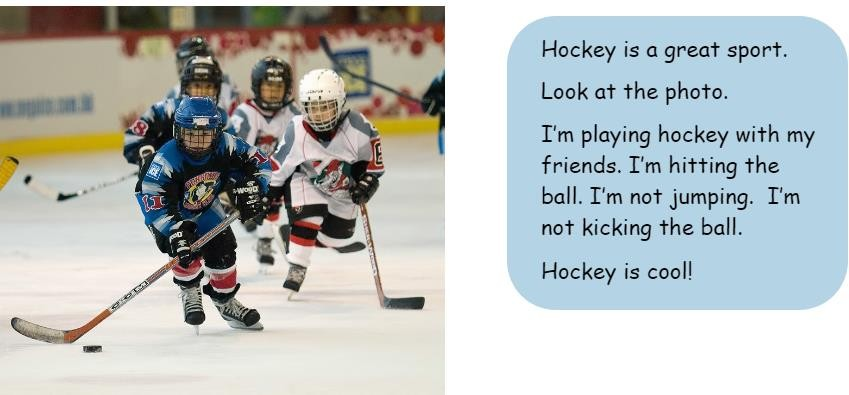 Hockey is a great sport.
Look at the photo.
I'm playing hockey with my
friends. I'm hitting the
ball. I'm not jumping.  I'm
not kicking the ball.
Hockey is cool!
11